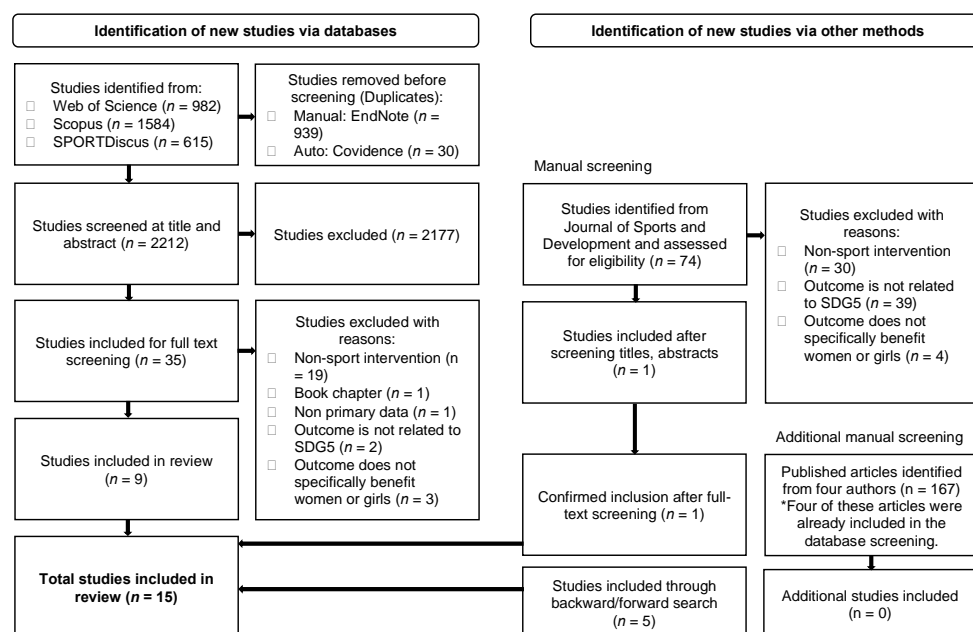 Identification of new studies via databases
Studies identified from:
Web of Science (n = 982)
Scopus (n = 1584)
SPORTDiscus (n = 615)
Studies removed before
screening (Duplicates):
Manual: EndNote (n =
939)
Auto: Covidence (n = 30)
Studies screened at title and
abstract (n = 2212)
Studies excluded (n = 2177)
Studies included for full text
screening (n = 35)
Studies excluded with
reasons:
Non-sport intervention (n
= 19)
Book chapter (n = 1)
Non primary data (n = 1)
Outcome is not related to
SDG5 (n = 2)
Outcome does not
specifically benefit
women or girls (n = 3)
Studies included in review
(n = 9)
Total studies included in
review (n = 15)
Identification of new studies via other methods
Manual screening
Studies identified from
Journal of Sports and
Development and assessed
for eligibility (n = 74)
Studies excluded with
reasons:
Non-sport intervention
(n = 30)
Outcome is not related
to SDG5 (n = 39)
Outcome does not
specifically benefit
women or girls (n = 4)
Studies included after
screening titles, abstracts
(n = 1)
Confirmed inclusion after full-
text screening (n = 1)
Additional manual screening
Published articles identified
from four authors (n = 167)
*Four of these articles were
already included in the
database screening.
Studies included through
backward/forward search
(n = 5)
Additional studies included
(n = 0)